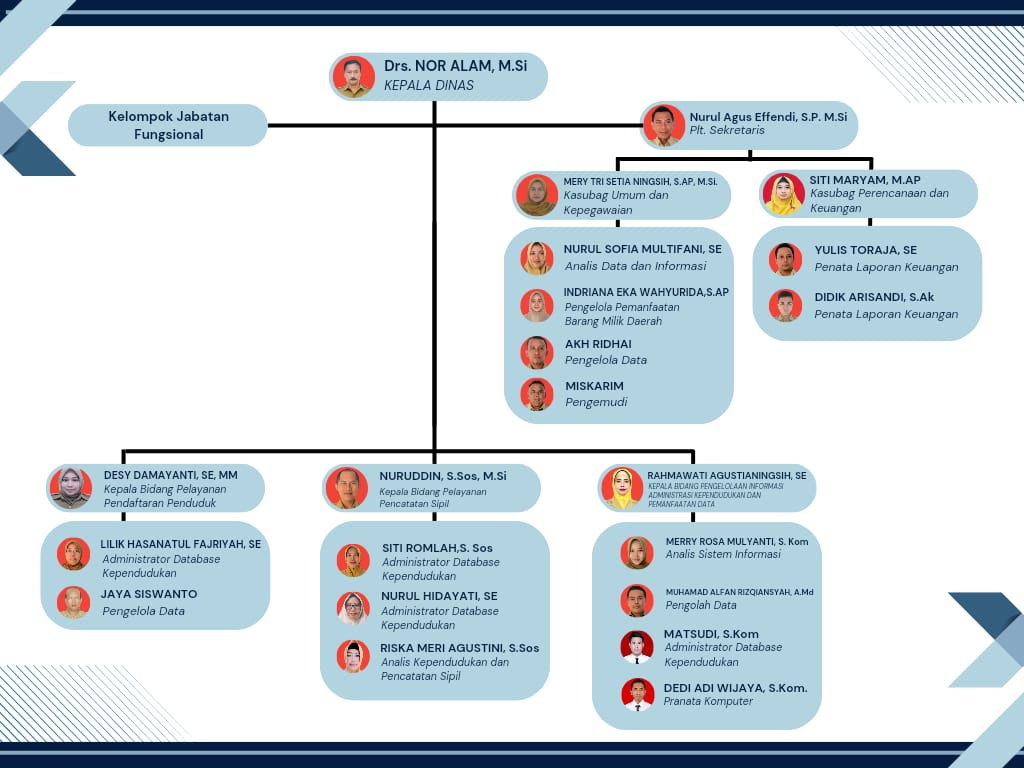 Drs. NOR ALAM, M.Si
KEPALA DINAS
Kelompok Jabatan
Fungsional
Nurul Agus Effendi, S.P. M.Si
Plt. Sekretaris
MERY TRI SETIA NINGSIH, S.AP, M.Si.
Kasubag Umum dan
Kepegawaian
SITI MARYAM, M.AP
Kasubag Perencanaan dan
Keuangan
NURUL SOFIA MULTIFANI, SE
Analis Data dan Informasi
INDRIANA EKA WAHYURIDA,S.AP
Pengelola Pemanfaatan
Barang Milik Daerah
AKH RIDHAI
Pengelola Data
MISKARIM
Pengemudi
YULIS TORAJA, SE
Penata Laporan Keuangan
DIDIK ARISANDI, S.Ak
Penata Laporan Keuangan
DESY DAMAYANTI, SE, MM
Kepala Bidang Pelayanan
Pendaftaran Penduduk
LILIK HASANATUL FAJRIYAH, SE
Administrator Database
Kependudukan
JAYA SISWANTO
Pengelola Data
NURUDDIN, S.Sos, M.Si
Kepala Bidang Pelayanan
Pencatatan Sipil
SITI ROMLAH,S. Sos
Administrator Database
Kependudukan
NURUL HIDAYATI, SE
Administrator Database
Kependudukan
RISKA MERI AGUSTINI, S.Sos
Analis Kependudukan dan
Pencatatan Sipil
RAHMAWATI AGUSTIANINGSIH, SE
KEPALA BIDANG PENGELOLAAN INFORMASI
ADMINISTRASI KEPENDUDUKAN DAN
PEMANFAATAN DATA
MERRY ROSA MULYANTI, S. Kom
Analis Sistem Informasi
MUHAMAD ALFAN RIZQIANSYAH, A.Md
Pengolah Data
MATSUDI, S.Kom
Administrator Database
Kependudukan
DEDI ADI WIJAYA, S.Kom.
Pranata Komputer